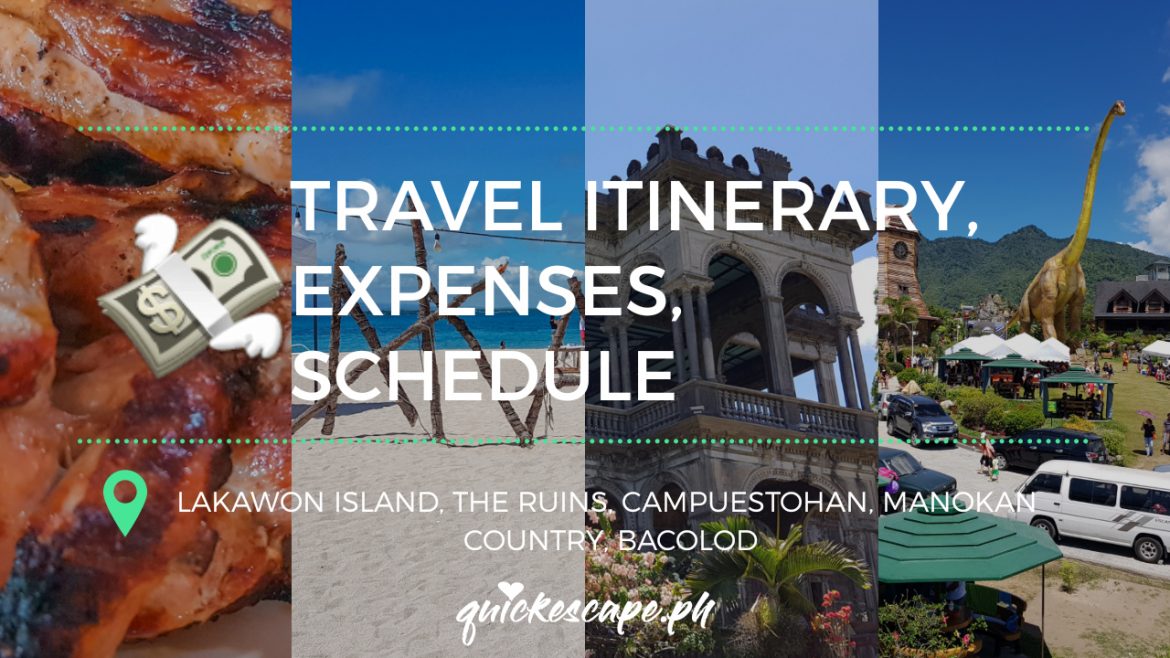 TRAVEL ITINERARY,
EXPENSES,
SCHEDULE
LAKAWON ISLAND, THE RUINS, CAMPUESTOHAN, MANOKAN
COUNTRY, BACOLOD
quickescape.ph